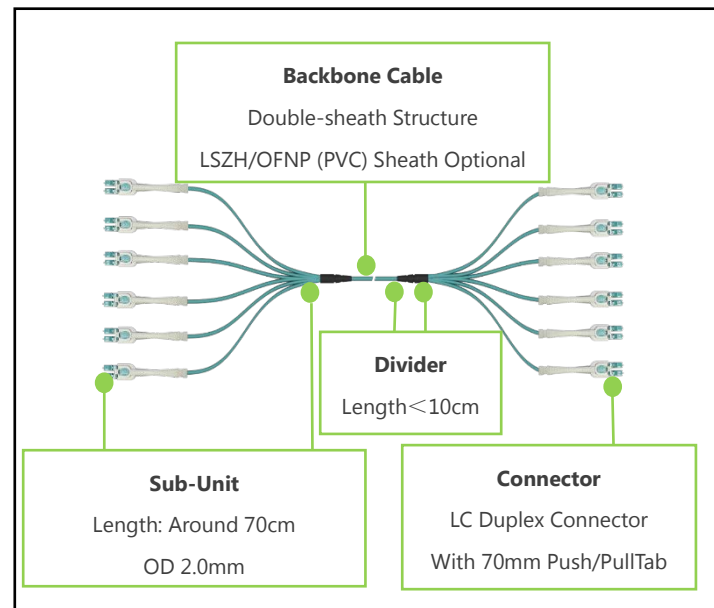 Backbone Cable
Double-sheath Structure
LSZH/OFNP (PVC) Sheath Optional
Divider
Length＜10cm
Sub-Unit
Length: Around 70cm
OD 2.0mm
Connector
LC Duplex Connector
With 70mm Push/PullTab